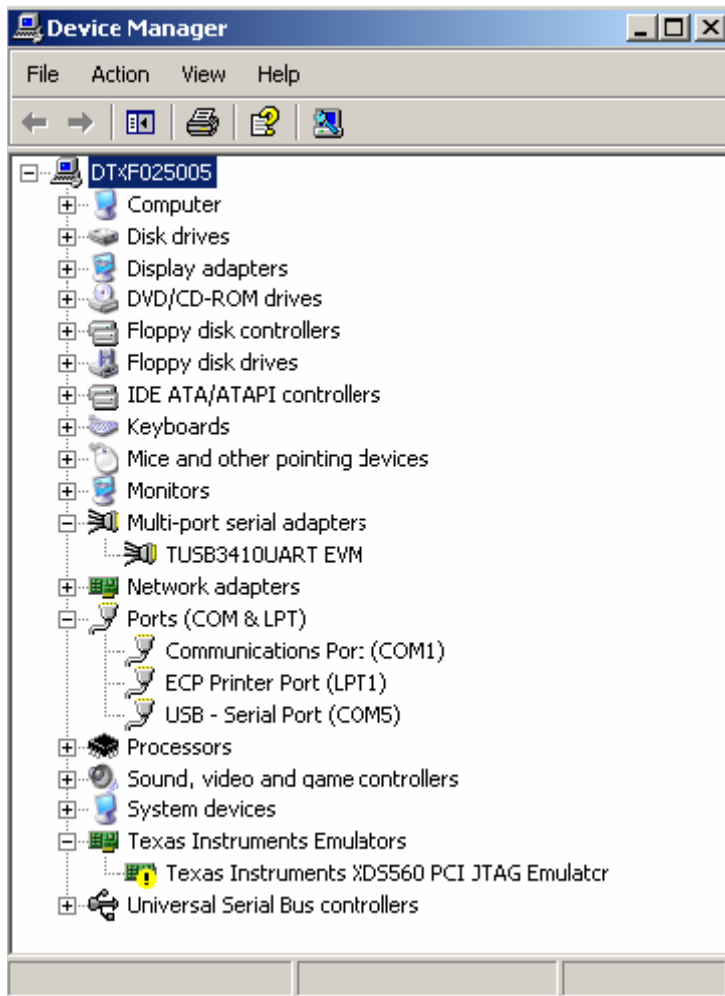 Device Manager
File Action View Help
DTXF025005
Computer
Disk drives
Display adapters
DVD/CD-ROM drives
Floppy disk controllers
Floppy disk drives
IDE ATA/ATAPI controllers
Keyboards
Mice and other pointing devices
Monitors
Multi-port serial adapters
TUSB3410UART EVM
Network adapters
Ports (COM & LPT)
Communications Port (COM1)
ECP Printer Port (LPT1)
USB - Serial Port (COM5)
Processors
Sound, video and game controllers
System devices
Texas Instruments Emulators
Texas Instruments XDS560 PCI JTAG Emulator
Universal Serial Bus controllers